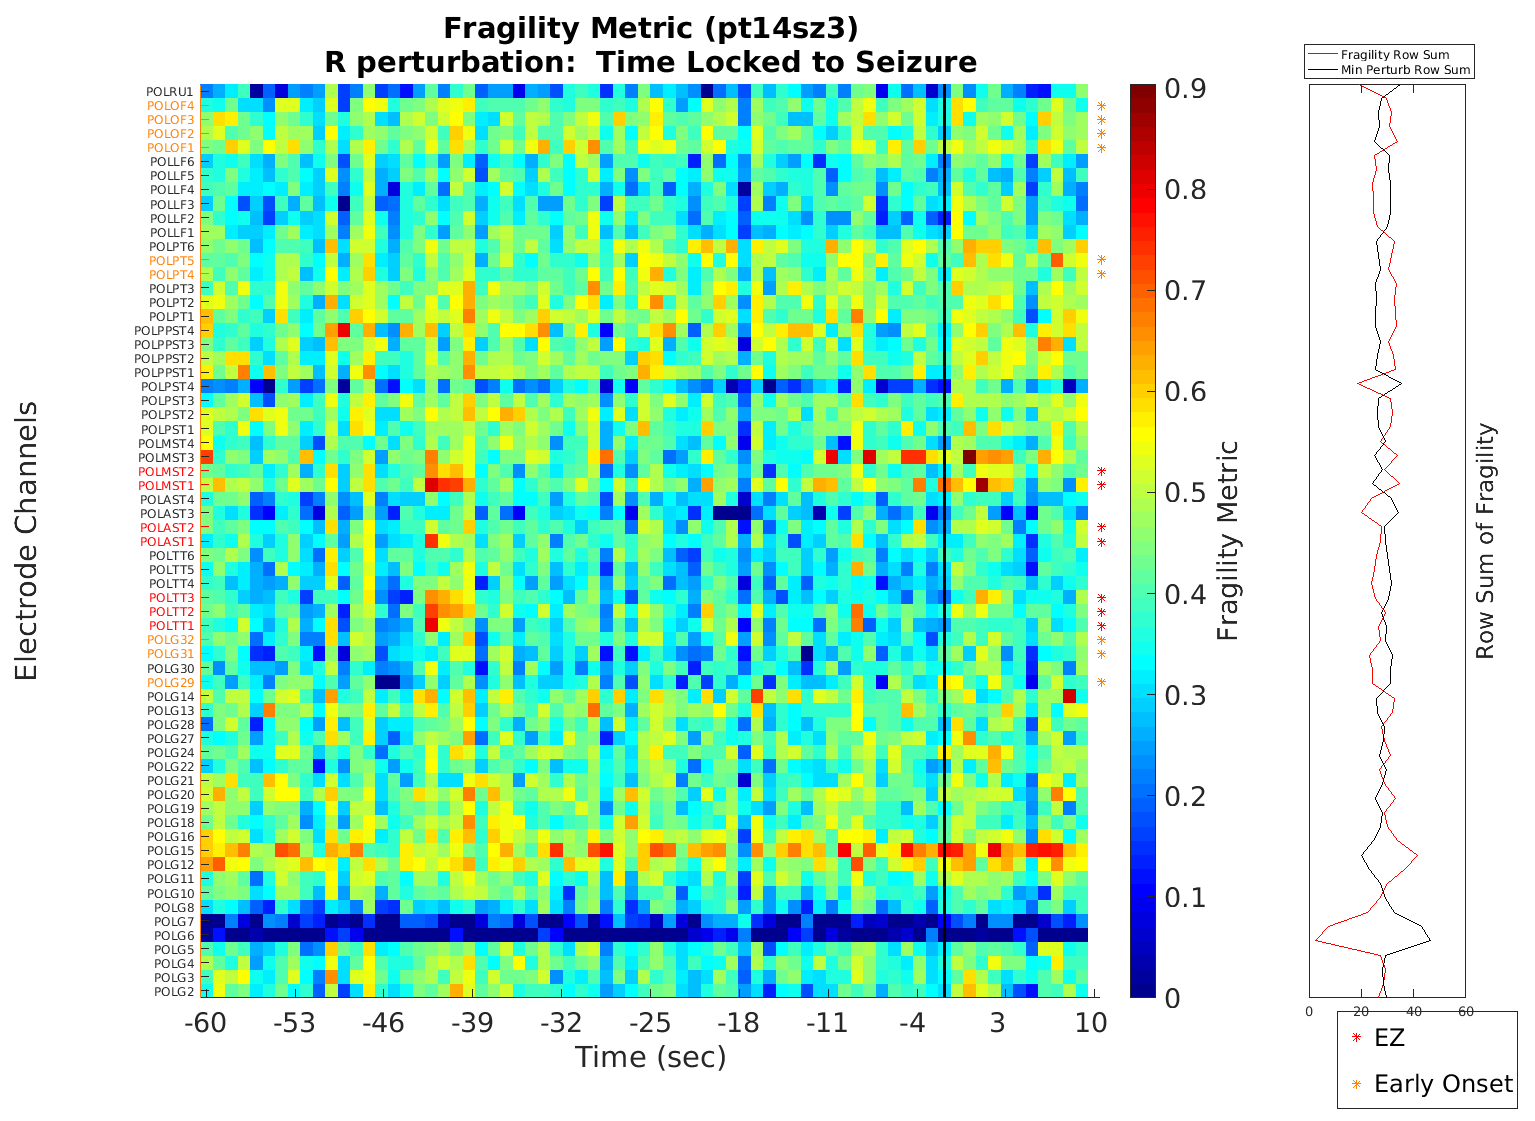 Fragility Metric (pt14sz3)
R perturbation:  Time Locked to Seizure
Fragility Row Sum
Min Perturb Row Sum
Electrode Channels
POLRU1
POLOF4
POLOF3
POLOF2
POLOF1
POLLF6
POLLF5
POLLF4
POLLF3
POLLF2
POLLF1
POLPT6
POLPT5
POLPT4
POLPT3
POLPT2
POLPT1
POLPPST4
POLPPST3
POLPPST2
POLPPST1
POLPST4
POLPST3
POLPST2
POLPST1
POLMST4
POLMST3
POLMST2
POLMST1
POLAST4
POLAST3
POLAST2
POLAST1
POLTT6
POLTT5
POLTT4
POLTT3
POLTT2
POLTT1
POLG32
POLG31
POLG30
POLG29
POLG14
POLG13
POLG28
POLG27
POLG24
POLG22
POLG21
POLG20
POLG19
POLG18
POLG16
POLG15
POLG12
POLG11
POLG10
POLG8
POLG7
POLG6
POLG5
POLG4
POLG3
POLG2
-60 -53 -46 -39 -32 -25 -18 -11 -4 3 10
Time (sec)
0.9
0.8
0.7
0.6
0.5
0.4
0.3
0.2
0.1
0
Fragility Metric
Row Sum of Fragility
0 20 40 60
EZ
Early Onset